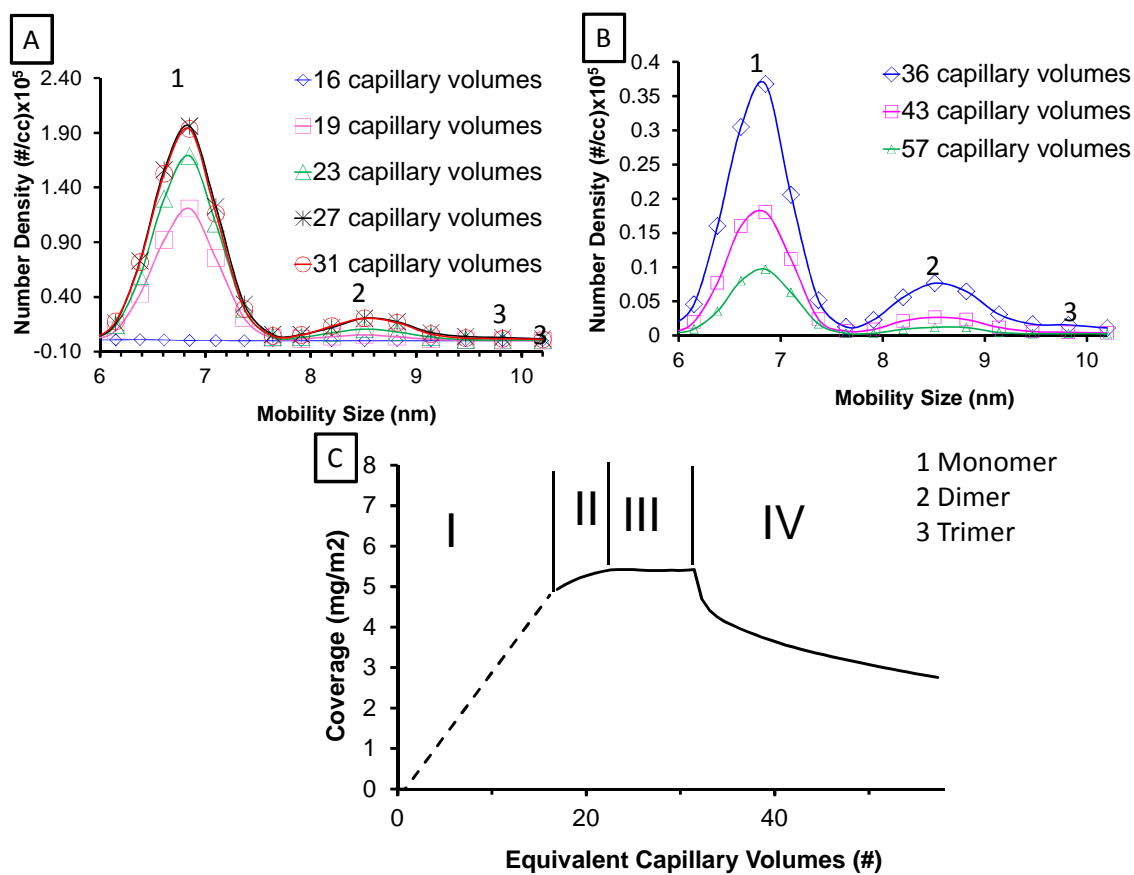 A
Number Density (#/cc)x10⁵
2.40
1.90
1.40
0.90
0.40
-0.10
1
2
3
3
16 capillary volumes
19 capillary volumes
23 capillary volumes
27 capillary volumes
31 capillary volumes
6 7 8 9 10
Mobility Size (nm)
B
Number Density (#/cc)x10⁵
0.4
0.35
0.3
0.25
0.2
0.15
0.1
0.05
0
1
2
3
36 capillary volumes
43 capillary volumes
57 capillary volumes
6 7 8 9 10
Mobility Size (nm)
C
Coverage (mg/m2)
8
7
6
5
4
3
2
1
0
I II III IV
1 Monomer
2 Dimer
3 Trimer
0 20 40
Equivalent Capillary Volumes (#)